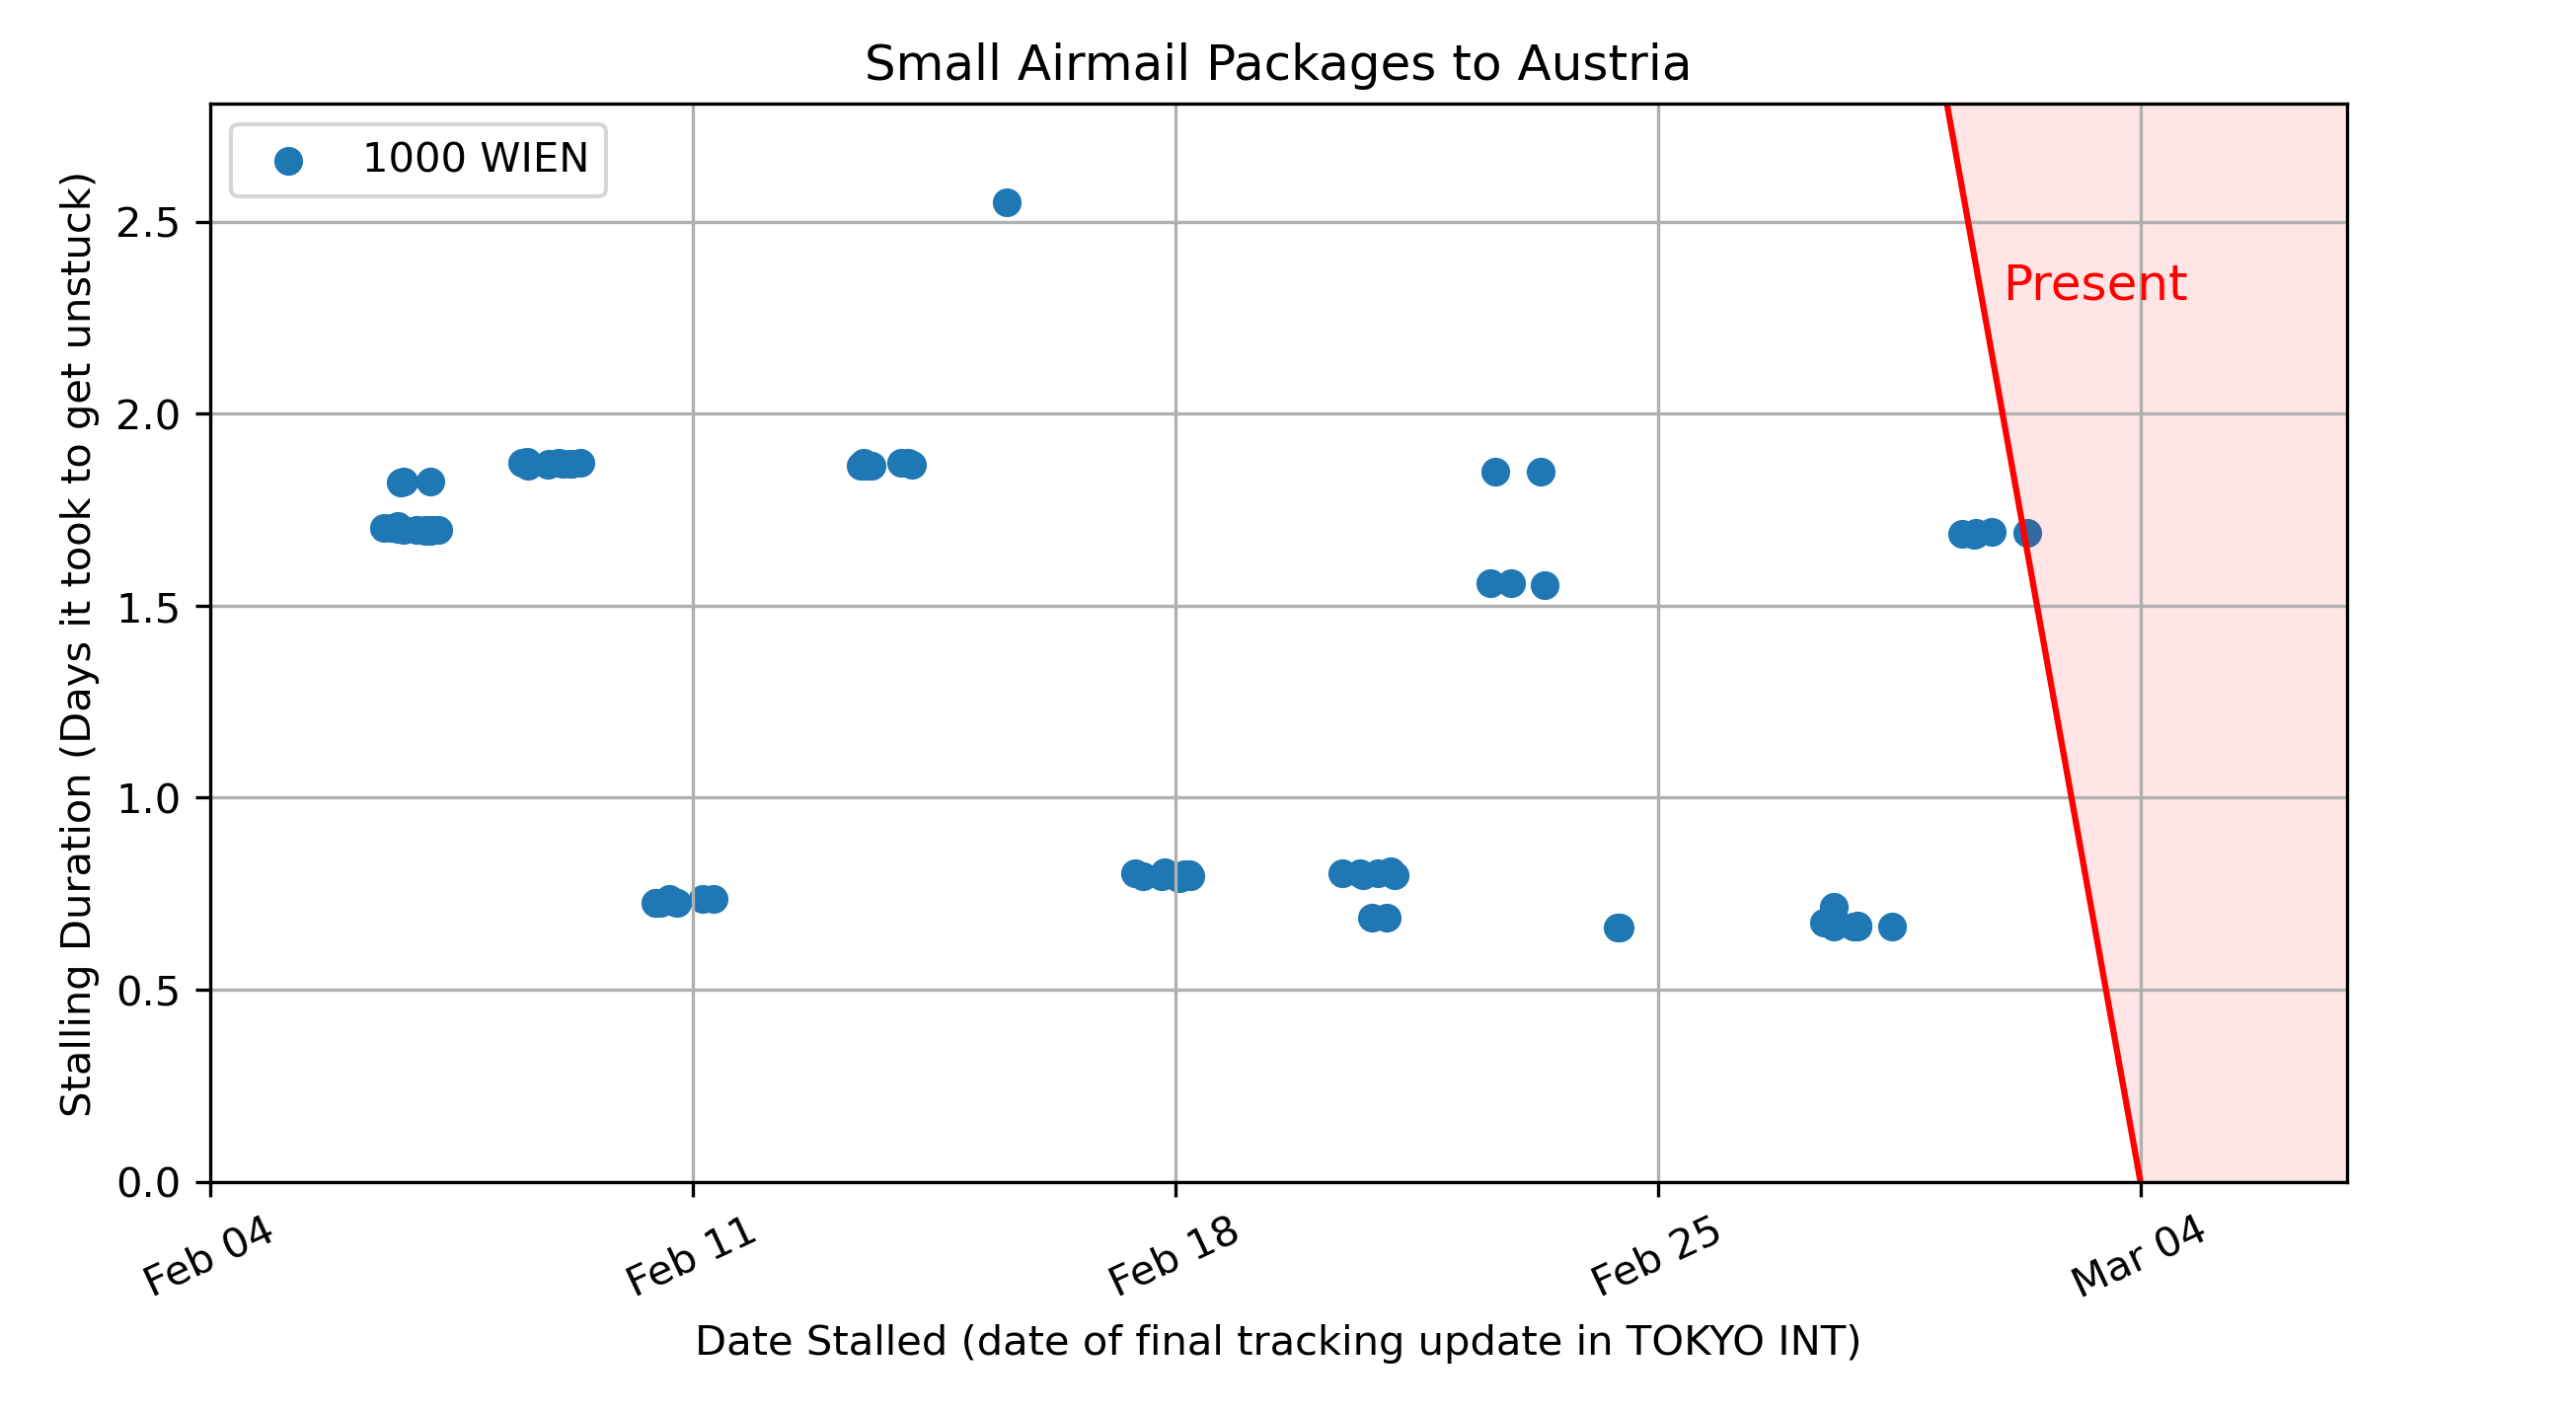 Small Airmail Packages to Austria
1000 WIEN
Present
Stalling Duration (Days it took to get unstuck)
2.5
2.0
1.5
1.0
0.5
0.0
Feb 04
Feb 11
Feb 18
Feb 25
Mar 04
Date Stalled (date of final tracking update in TOKYO INT)